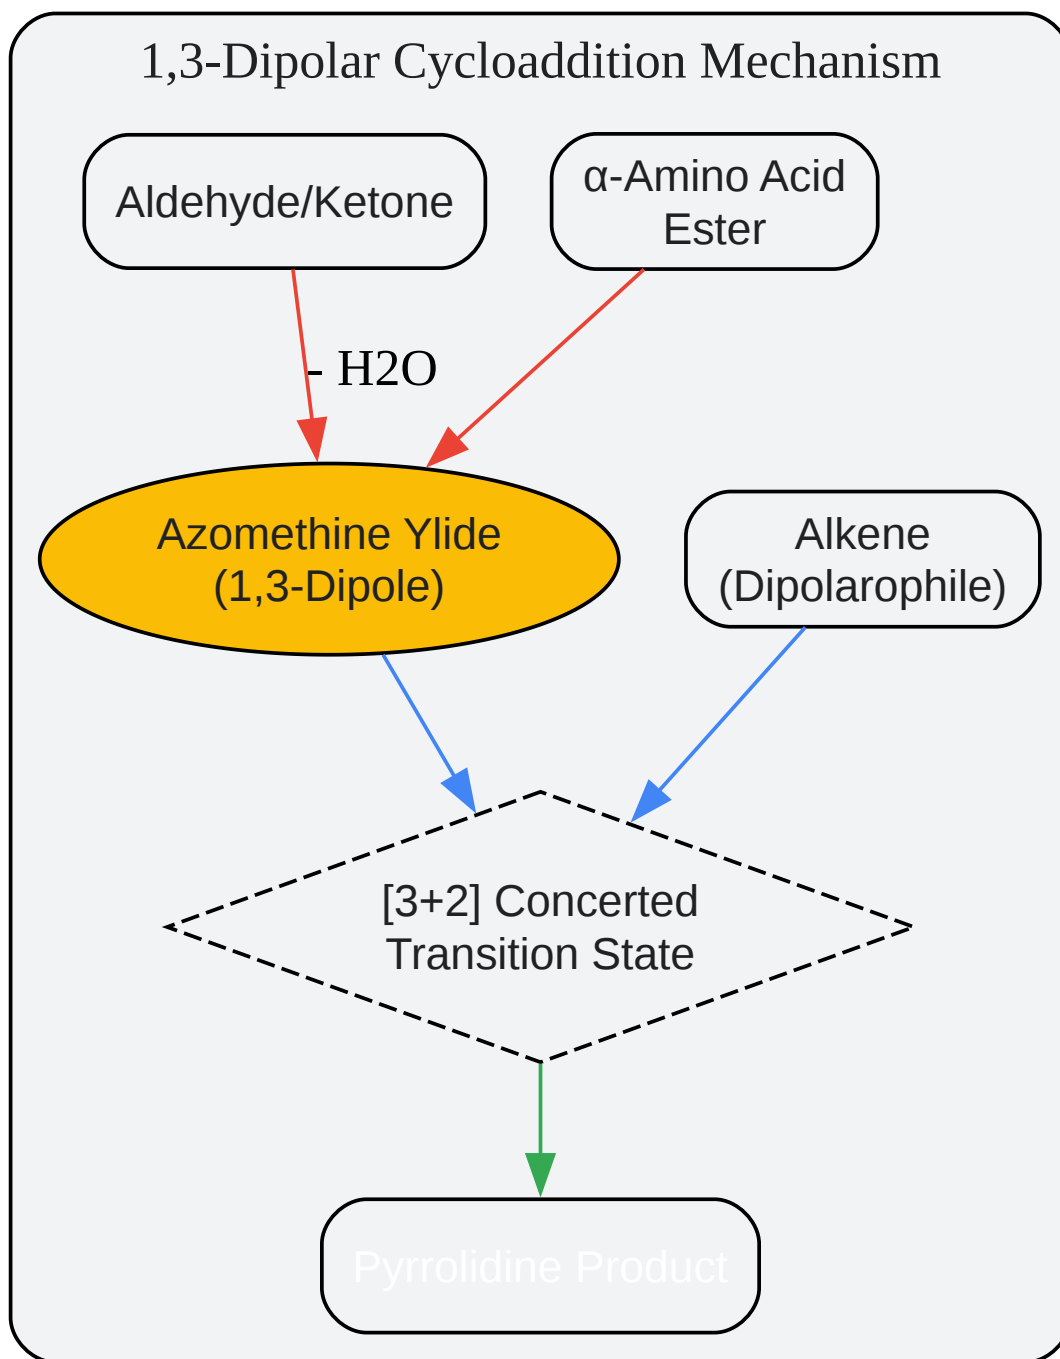 1,3-Dipolar Cycloaddition Mechanism
Aldehyde/Ketone
α-Amino Acid
Ester
- H2O
Azomethine Ylide
(1,3-Dipole)
Alkene
(Dipolarophile)
[3+2] Concerted
Transition State
Pyrrolidine Product